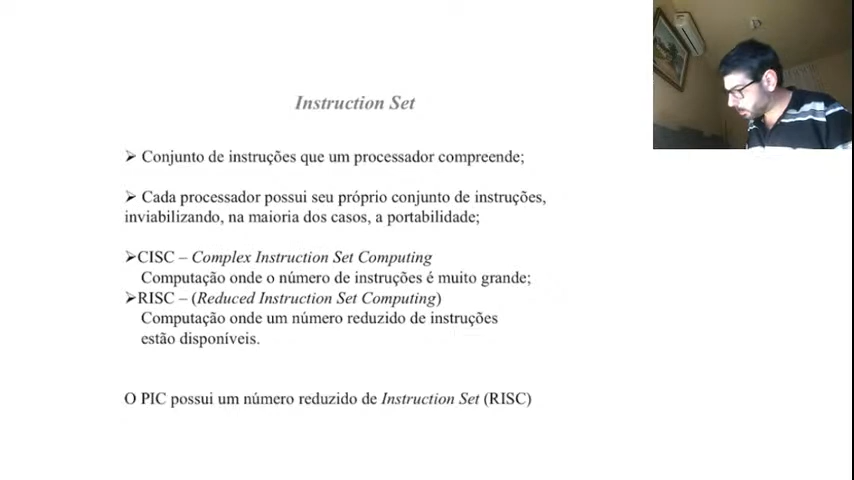 Instruction Set
➢ Conjunto de instruções que um processador compreende;
➢ Cada processador possui seu próprio conjunto de instruções,
inviabilizando, na maioria dos casos, a portabilidade;
➢CISC – Complex Instruction Set Computing
Computação onde o número de instruções é muito grande;
➢RISC – (Reduced Instruction Set Computing)
Computação onde um número reduzido de instruções
estão disponíveis.
O PIC possui um número reduzido de Instruction Set (RISC)